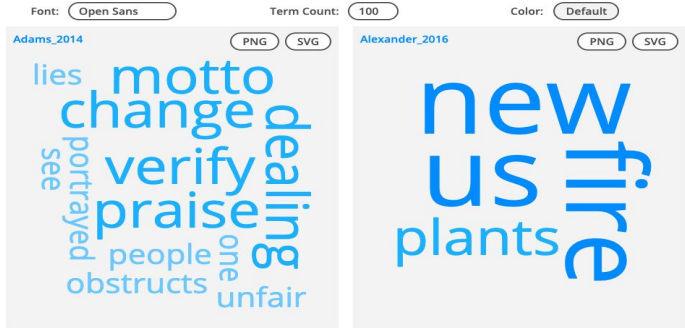 Font: Open Sans Term Count: 100 Color: Default
Adams_2014 PNG SVG
lies motto
change
dealing
verify
portrayed
see
praise
people
one
obstructs
unfair
Alexander_2016 PNG SVG
new
us
fire
plants